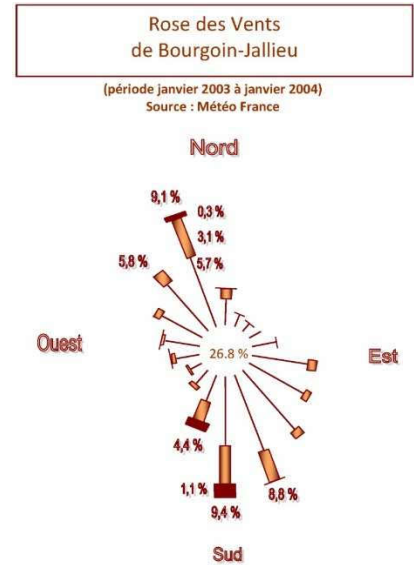 Rose des Vents
de Bourgoin-Jallieu
(période janvier 2003 à janvier 2004)
Source : Météo France
Nord
9,1 %
0,3 %
3,1 %
5,8 %
5,7 %
Ouest
26.8 %
Est
4,4 %
1,1 %
8,8 %
9,4 %
Sud